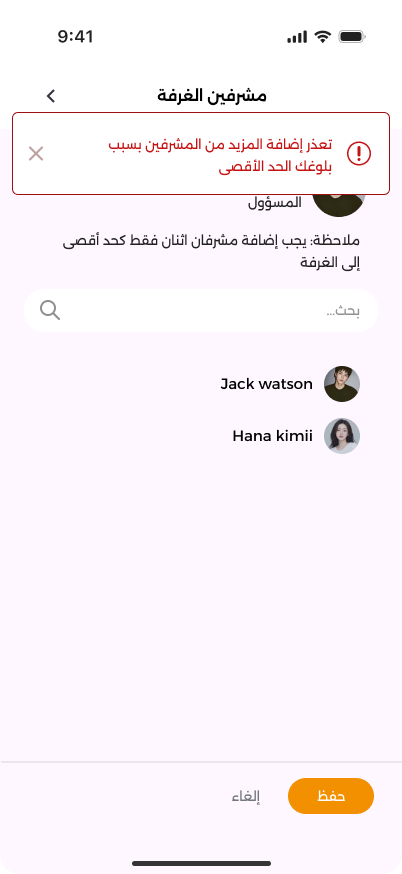 9:41
مشرفين الغرفة
تعذر إضافة المزيد من المشرفين بسبب
بلوغك الحد الأقصى
المسؤول
ملاحظة: يجب إضافة مشرفان اثنان فقط كحد أقصى
إلى الغرفة
بحث...
Jack watson
Hana kimii
حفظ
إلغاء